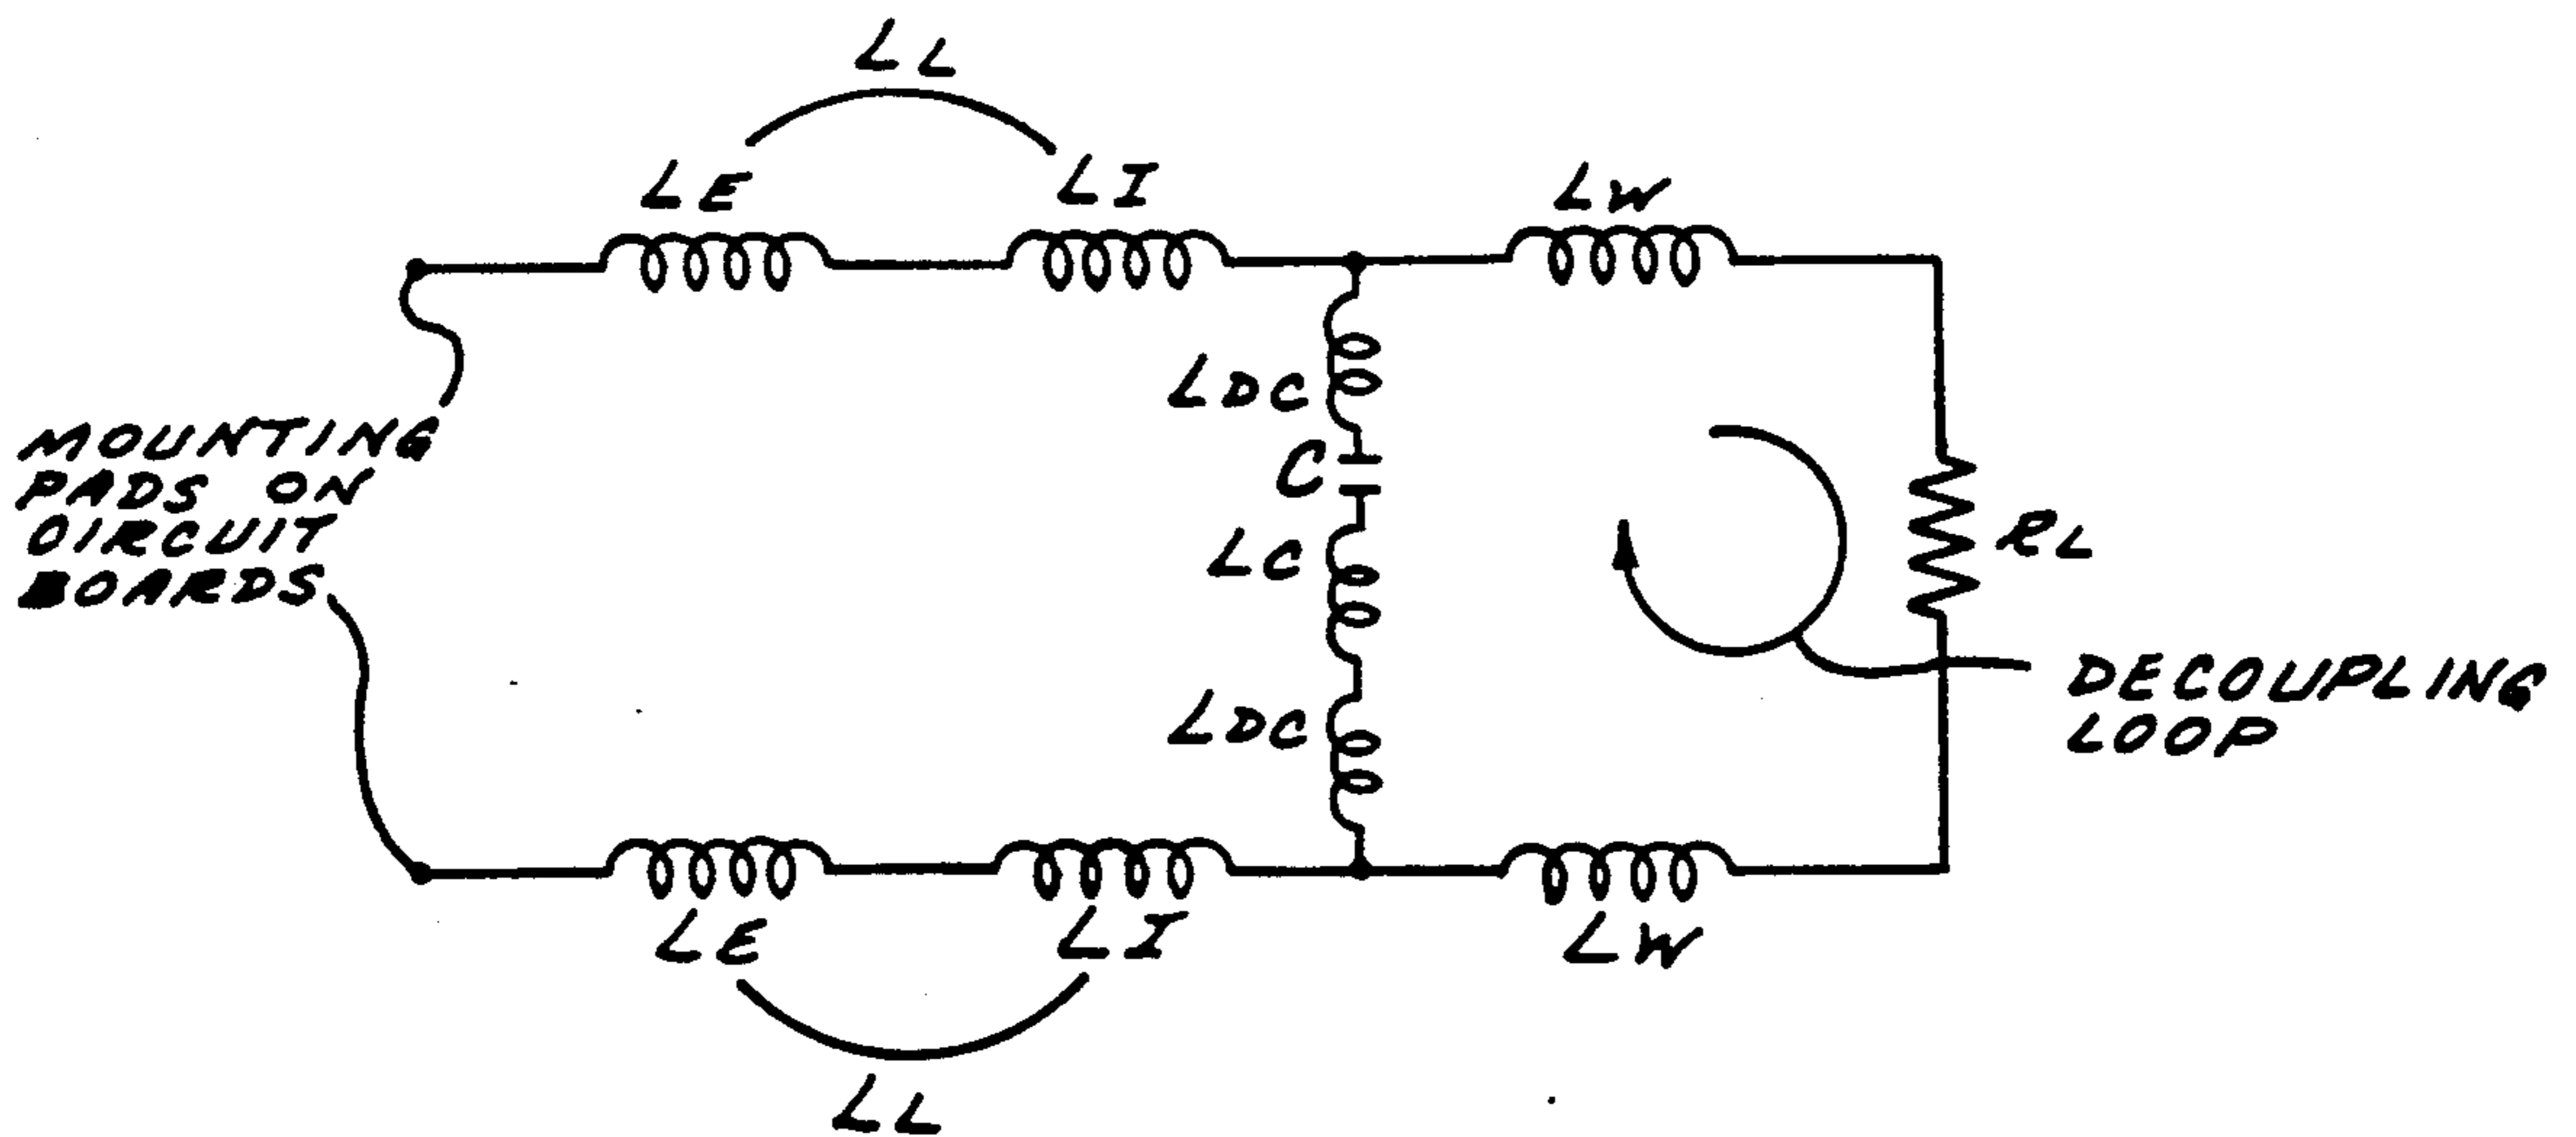 LL
LE
LI
LW
LDC
C
LC
LDC
RL
MOUNTING
PADS ON
CIRCUIT
BOARDS
DECOUPLING
LOOP
LE
LI
LW
LL